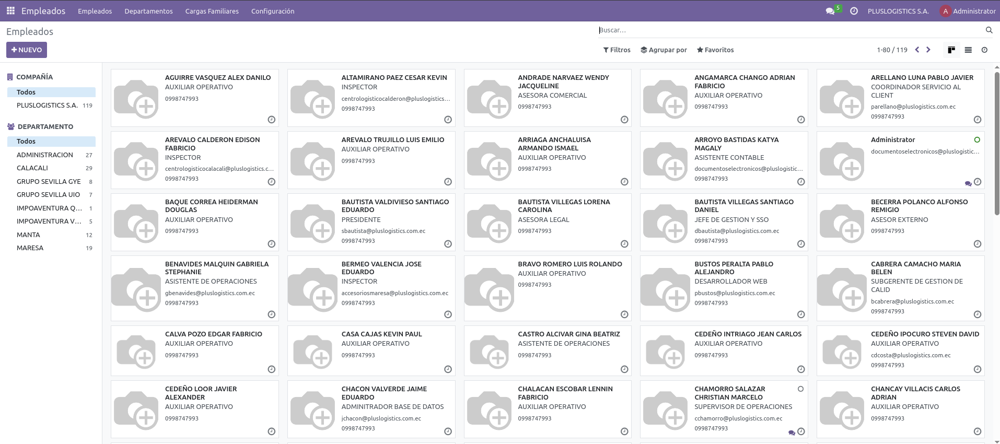 Empleados Empleados Departamentos Cargas Familiares Configuración 5 PLUSLOGISTICS S.A. A Administrator
Empleados
Buscar...
NUEVO
Filtros Agrupar por Favoritos 1-80 / 119
COMPAÑÍA
Todos
PLUSLOGISTICS S.A. 119
DEPARTAMENTO
Todos
ADMINISTRACION 27
CALACALI 29
GRUPO SEVILLA GYE 8
GRUPO SEVILLA UIO 7
IMPOAVENTURA Q... 1
IMPOAVENTURA V... 5
MANTA 12
MARESA 19
AGUIRRE VASQUEZ ALEX DANILO
AUXILIAR OPERATIVO
0998747993
ALTAMIRANO PAEZ CESAR KEVIN
INSPECTOR
centrologisticocalderon@pluslogistics...
0998747993
ANDRADE NARVAEZ WENDY
JACQUELINE
ASESORA COMERCIAL
0998747993
ANGAMARCA CHANGO ADRIAN
FABRICIO
AUXILIAR OPERATIVO
0998747993
ARELLANO LUNA PABLO JAVIER
COORDINADOR SERVICIO AL
CLIENT
parellano@pluslogistics.com.ec
0998747993
AREVALO CALDERON EDISON
FABRICIO
INSPECTOR
centrologisticocalacali@pluslogistics.c...
0998747993
AREVALO TRUJILLO LUIS EMILIO
AUXILIAR OPERATIVO
0998747993
ARRIAGA ANCHALUISA
ARMANDO ISMAEL
AUXILIAR OPERATIVO
0998747993
ARROYO BASTIDAS KATYA
MAGALY
ASISTENTE CONTABLE
documentoselectronicos@pluslogistic...
0998747993
Administrator
documentoselectronicos@pluslogistic...
BAQUE CORREA HEIDERMAN
DOUGLAS
AUXILIAR OPERATIVO
0998747993
BAUTISTA VALDIVIESO SANTIAGO
EDUARDO
PRESIDENTE
sbautista@pluslogistics.com.ec
0998747993
BAUTISTA VILLEGAS LORENA
CAROLINA
ASESORA LEGAL
0998747993
BAUTISTA VILLEGAS SANTIAGO
DANIEL
JEFE DE GESTION Y SSO
dbautista@pluslogistics.com.ec
0998747993
BECERRA POLANCO ALFONSO
REMIGIO
ASESOR EXTERNO
0998747993
BENAVIDES MALQUIN GABRIELA
STEPHANIE
ASISTENTE DE OPERACIONES
gbenavides@pluslogistics.com.ec
0998747993
BERMEO VALENCIA JOSE
EDUARDO
INSPECTOR
accesoriosmaresa@pluslogistics.com.ec
0998747993
BRAVO ROMERO LUIS ROLANDO
AUXILIAR OPERATIVO
0998747993
BUSTOS PERALTA PABLO
ALEJANDRO
DESARROLLADOR WEB
pbustos@pluslogistics.com.ec
0998747993
CABRERA CAMACHO MARIA
BELEN
SUBGERENTE DE GESTION DE
CALID
bcabrera@pluslogistics.com.ec
0998747993
CALVA POZO EDGAR FABRICIO
AUXILIAR OPERATIVO
0998747993
CASA CAJAS KEVIN PAUL
AUXILIAR OPERATIVO
0998747993
CASTRO ALCIVAR GINA BEATRIZ
ASISTENTE DE OPERACIONES
0998747993
CEDEÑO INTRIAGO JEAN CARLOS
AUXILIAR OPERATIVO
0998747993
CEDEÑO IPOCURO STEVEN DAVID
AUXILIAR OPERATIVO
cdcosta@pluslogistics.com.ec
0998747993
CEDEÑO LOOR JAVIER
ALEXANDER
AUXILIAR OPERATIVO
0998747993
CHACON VALVERDE JAIME
EDUARDO
ADMINITRADOR BASE DE DATOS
jchacon@pluslogistics.com.ec
0998747993
CHALACAN ESCOBAR LENNIN
FABRICIO
AUXILIAR OPERATIVO
0998747993
CHAMORRO SALAZAR
CHRISTIAN MARCELO
SUPERVISOR DE OPERACIONES
cchamorro@pluslogistics.com.ec
0998747993
CHANCAY VILLACIS CARLOS
ADRIAN
AUXILIAR OPERATIVO
0998747993